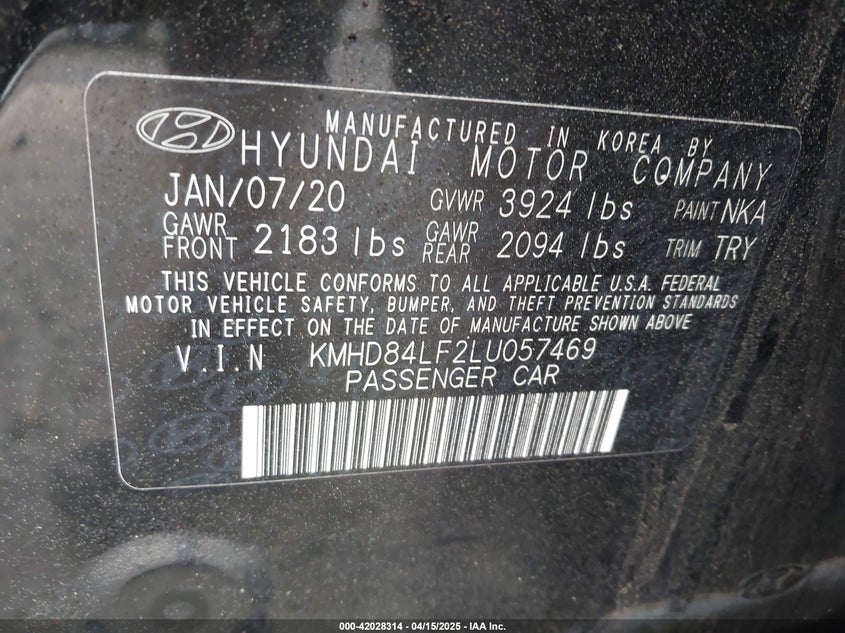 MANUFACTURED IN KOREA BY
HYUNDAI MOTOR COMPANY
JAN/07/20 GVWR 3924 lbs PAINT NKA
GAWR FRONT 2183 lbs GAWR REAR 2094 lbs TRIM TRY
THIS VEHICLE CONFORMS TO ALL APPLICABLE U.S.A. FEDERAL
MOTOR VEHICLE SAFETY, BUMPER, AND THEFT PREVENTION STANDARDS
IN EFFECT ON THE DATE OF MANUFACTURE SHOWN ABOVE
V.I.N KMHD84LF2LU057469
PASSENGER CAR
000-42028314 - 04/15/2025 - IAA Inc.